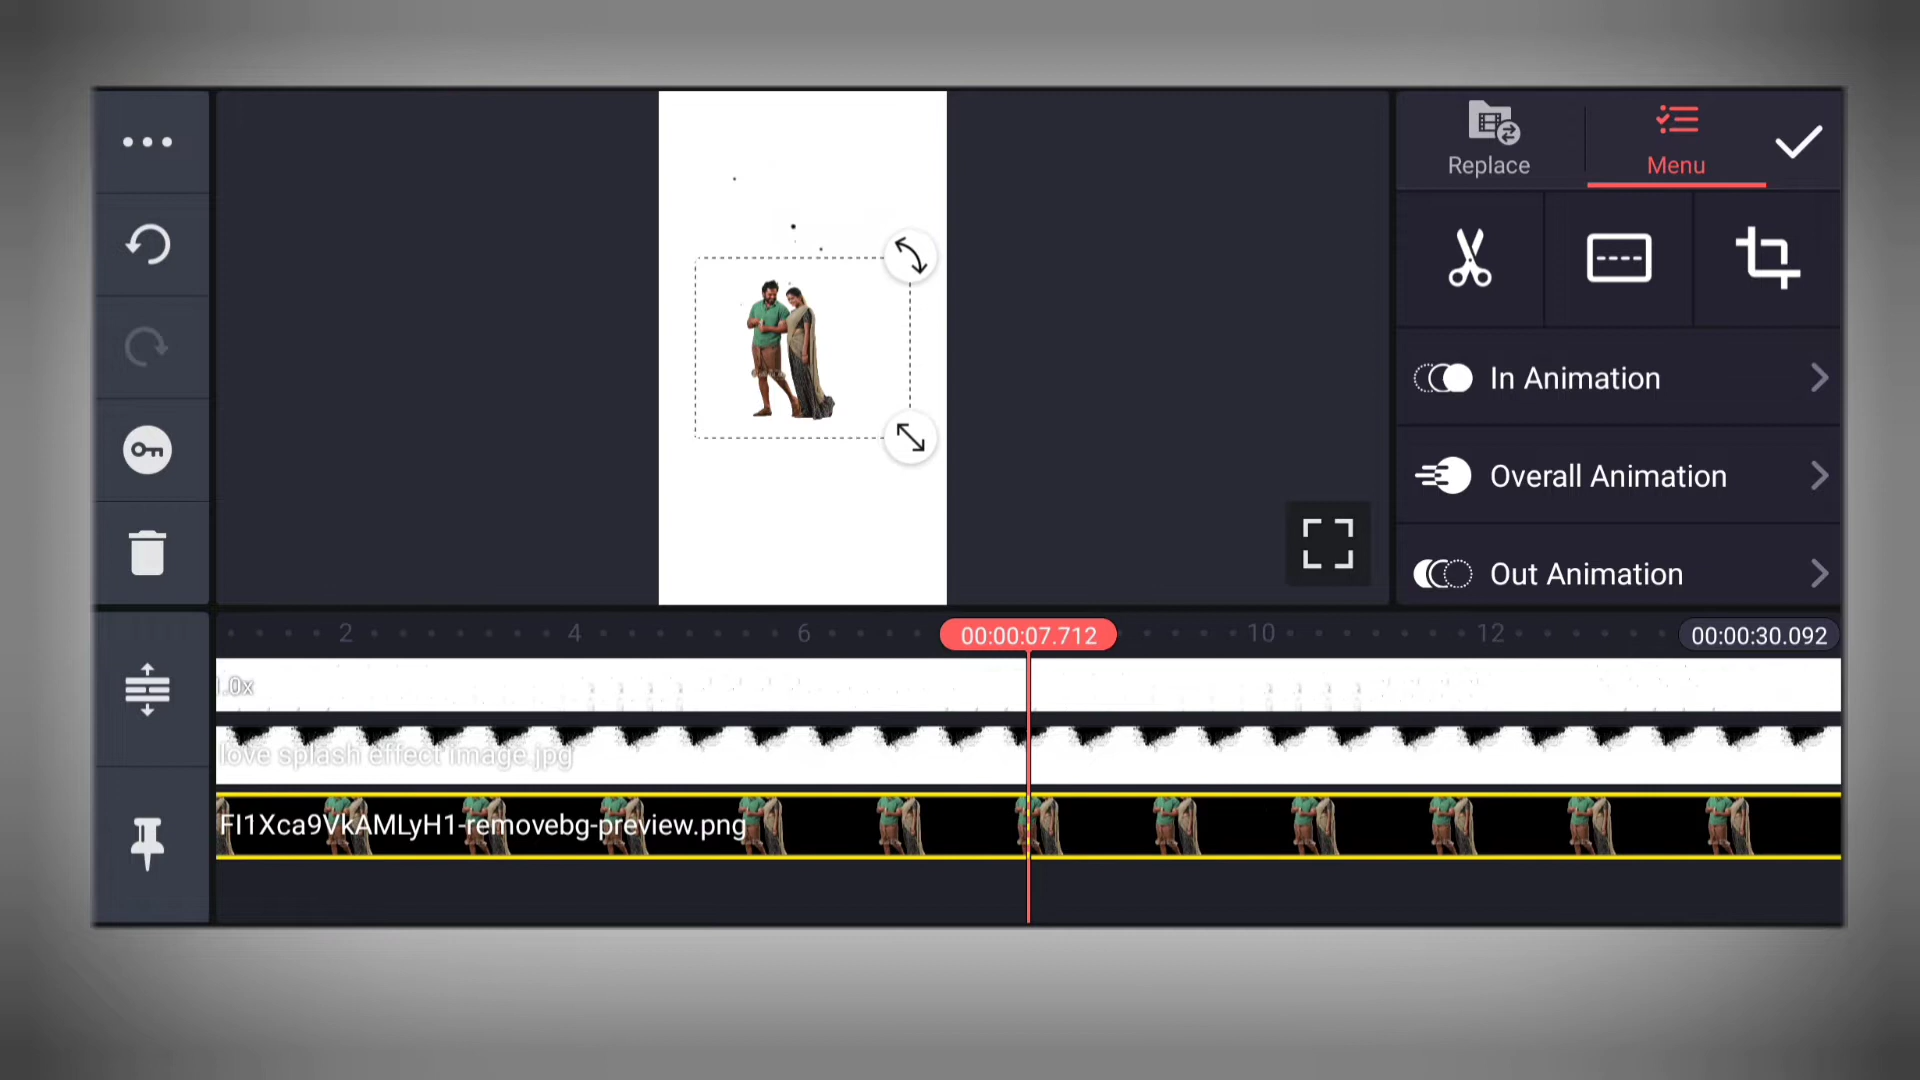 Replace
Menu
In Animation
Overall Animation
Out Animation
2
4
6
00:00:07.712
10
12
00:00:30.092
.0x
love splash effect image.jpg
FI1Xca9VkAMLyH1-removebg-preview.png